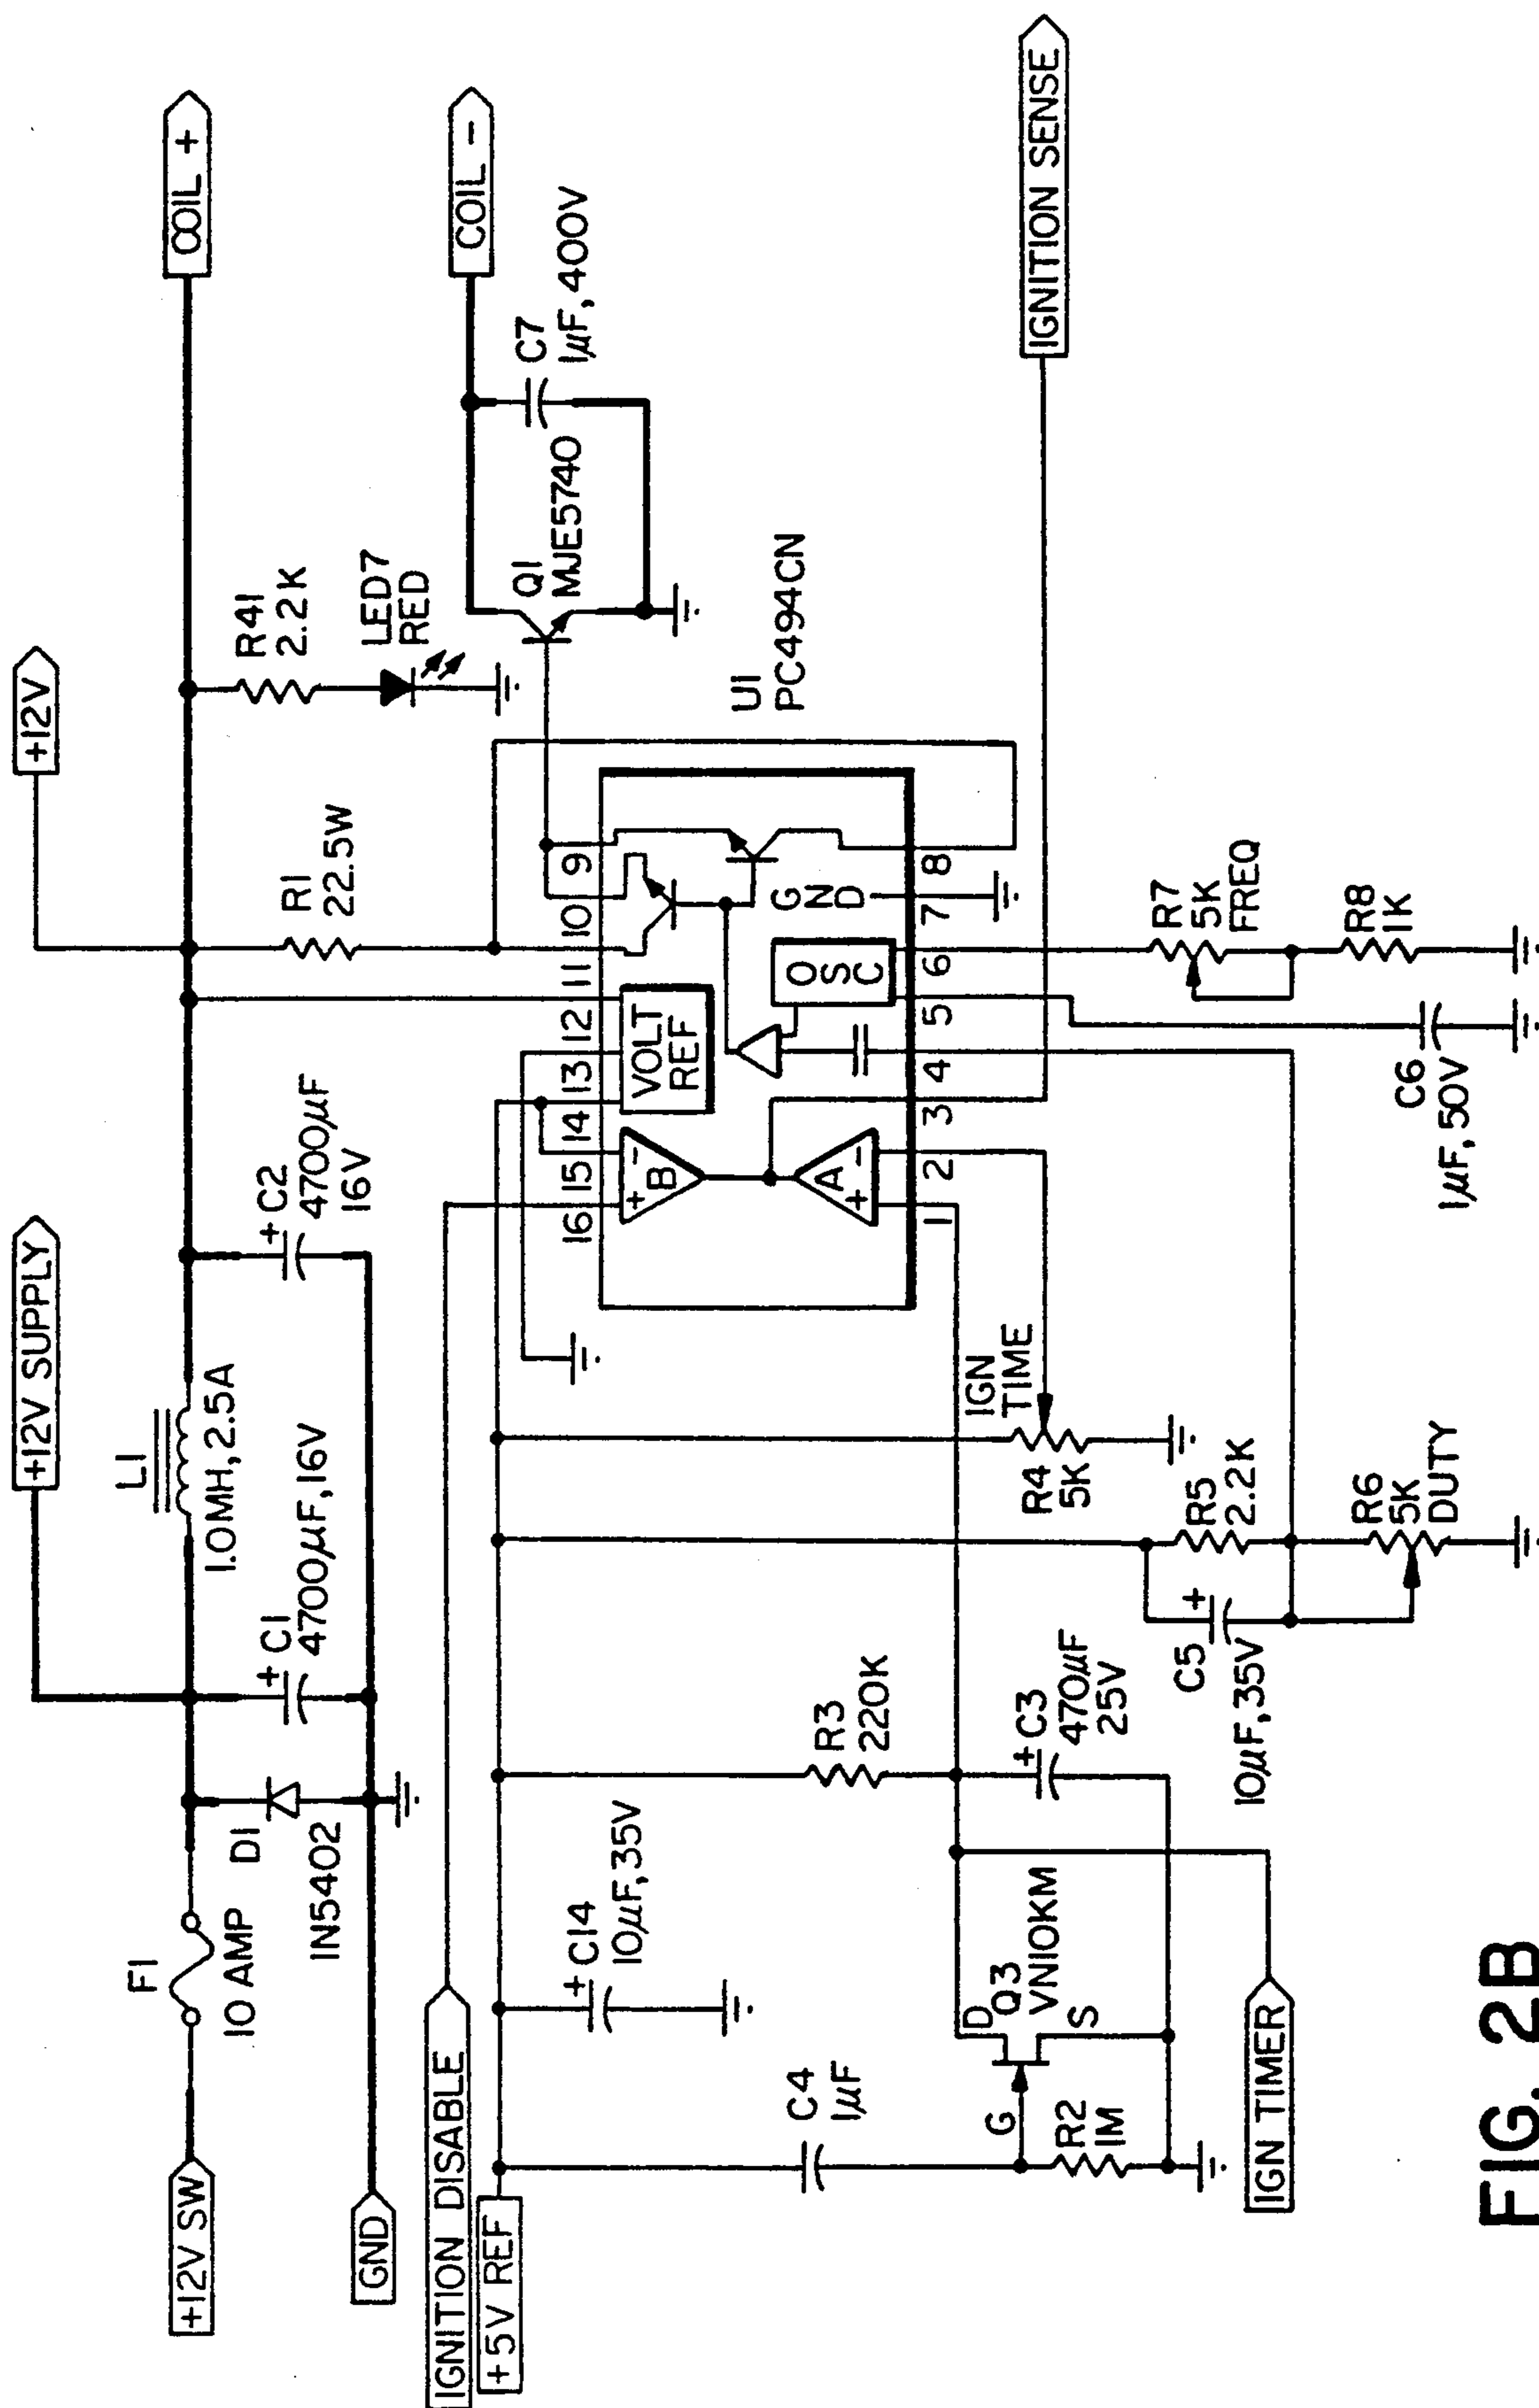 +12V SW
F1
10 AMP
D1
1N5402
+12V SUPPLY
C1
4700µF,16V
L1
1.0MH,2.5A
C2
4700µF
16V
+12V
R1
22.5W
R41
2.2K
LED7
RED
COIL +
COIL -
GND
IGNITION DISABLE
+5V REF
C14
10µF,35V
Q1
MJE5740
C7
1µF,400V
U1
PC494CN
16
15
14
13
12
11
10
9
+
-
B
VOLT
REF
A
+
-
OSC
GND
1
2
3
4
5
6
7
8
IGNITION SENSE
C4
1µF
G
R2
1M
D
Q3
VN10KM
S
R3
220K
C3
470µF
25V
IGN
TIME
R4
5K
C5
10µF,35V
R5
2.2K
R6
5K
DUTY
C6
1µF,50V
R7
5K
FREQ
R8
1K
IGN TIMER
FIG. 2B